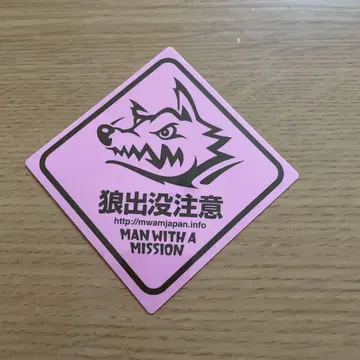 狼出没注意
http://mwamjapan.info
MAN WITH A
MISSION